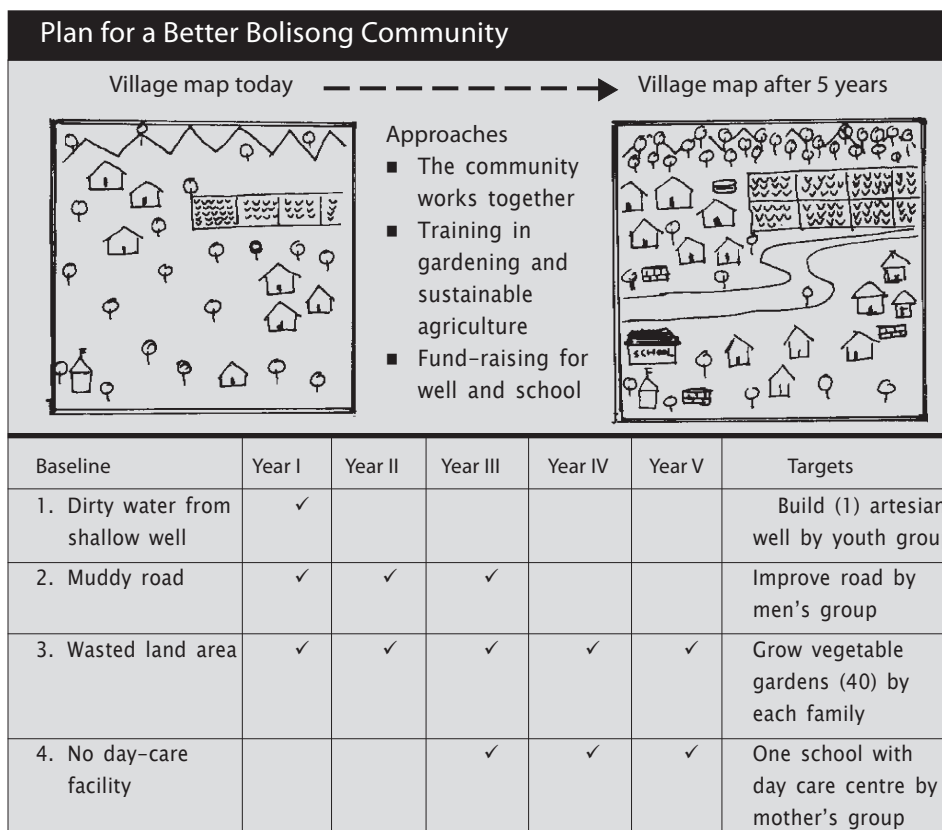 Plan for a Better Bolisong Community
Village map today
Village map after 5 years
Approaches
■ The community
works together
■ Training in
gardening and
sustainable
agriculture
■ Fund-raising for
well and school
SCHOOL
Baseline Year I Year II Year III Year IV Year V Targets
1. Dirty water from ✓ Build (1) artesian
shallow well well by youth grou
2. Muddy road ✓ ✓ ✓ Improve road by
men's group
3. Wasted land area ✓ ✓ ✓ ✓ ✓ Grow vegetable
gardens (40) by
each family
4. No day-care ✓ ✓ ✓ One school with
facility day care centre by
mother's group